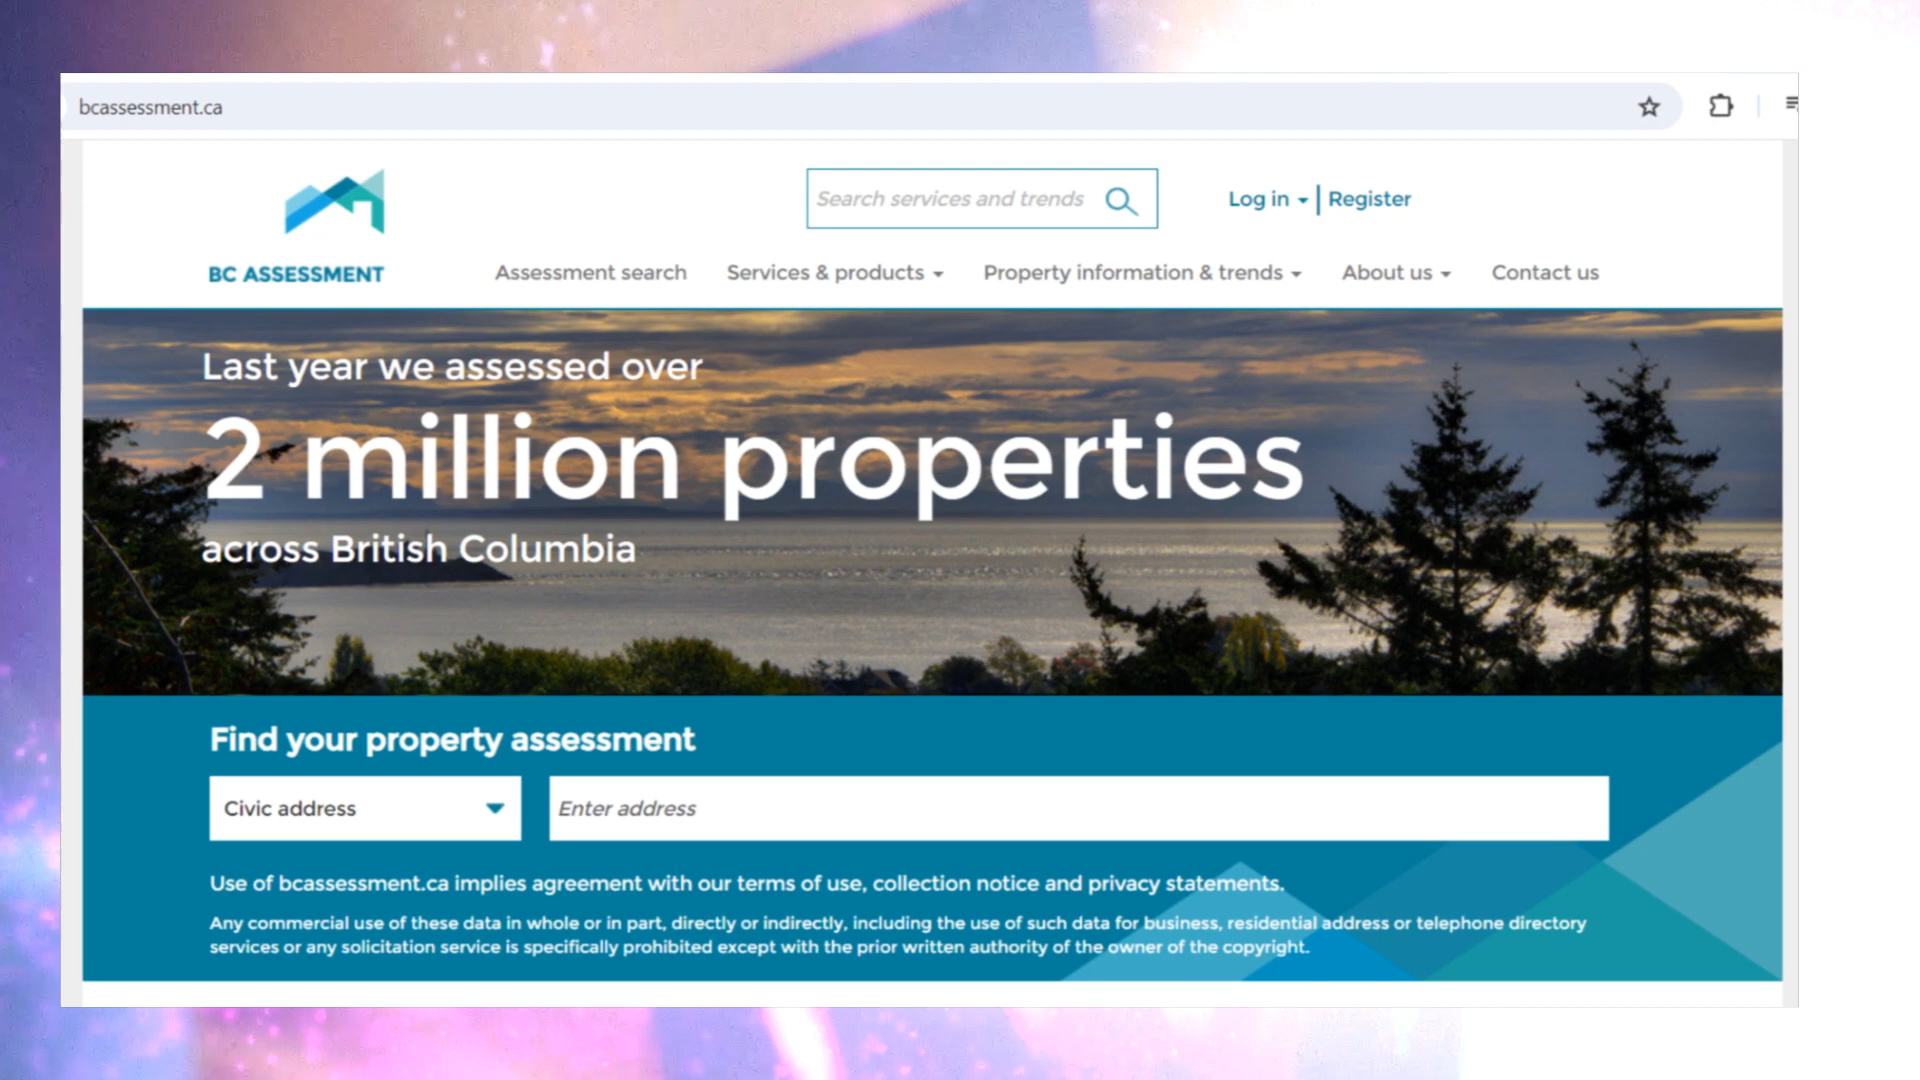 bcassessment.ca
Search services and trends
Log in
Register
BC ASSESSMENT
Assessment search
Services & products
Property information & trends
About us
Contact us
Last year we assessed over
2 million properties
across British Columbia
Find your property assessment
Civic address
Enter address
Use of bcassessment.ca implies agreement with our terms of use, collection notice and privacy statements.
Any commercial use of these data in whole or in part, directly or indirectly, including the use of such data for business, residential address or telephone directory
services or any solicitation service is specifically prohibited except with the prior written authority of the owner of the copyright.